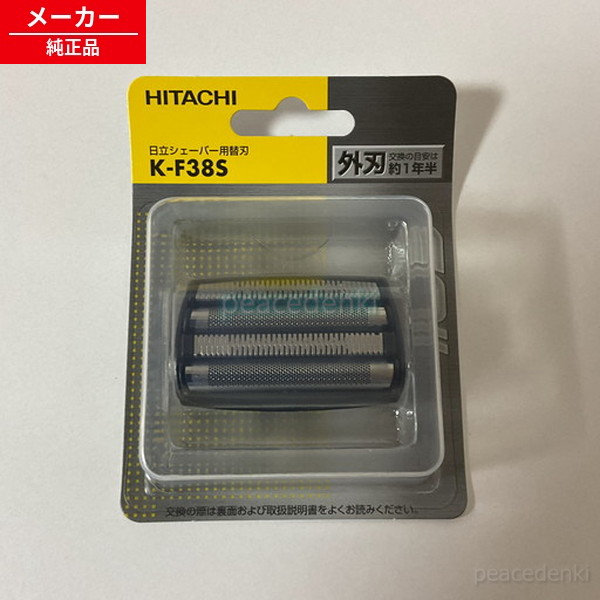 メーカー
純正品
HITACHI
日立シェーバー用替刃
K-F38S
外刃
交換の目安は
約1年半
peacedenki
交換の際は裏面および取扱説明書をよくお読みください。
peacedenki